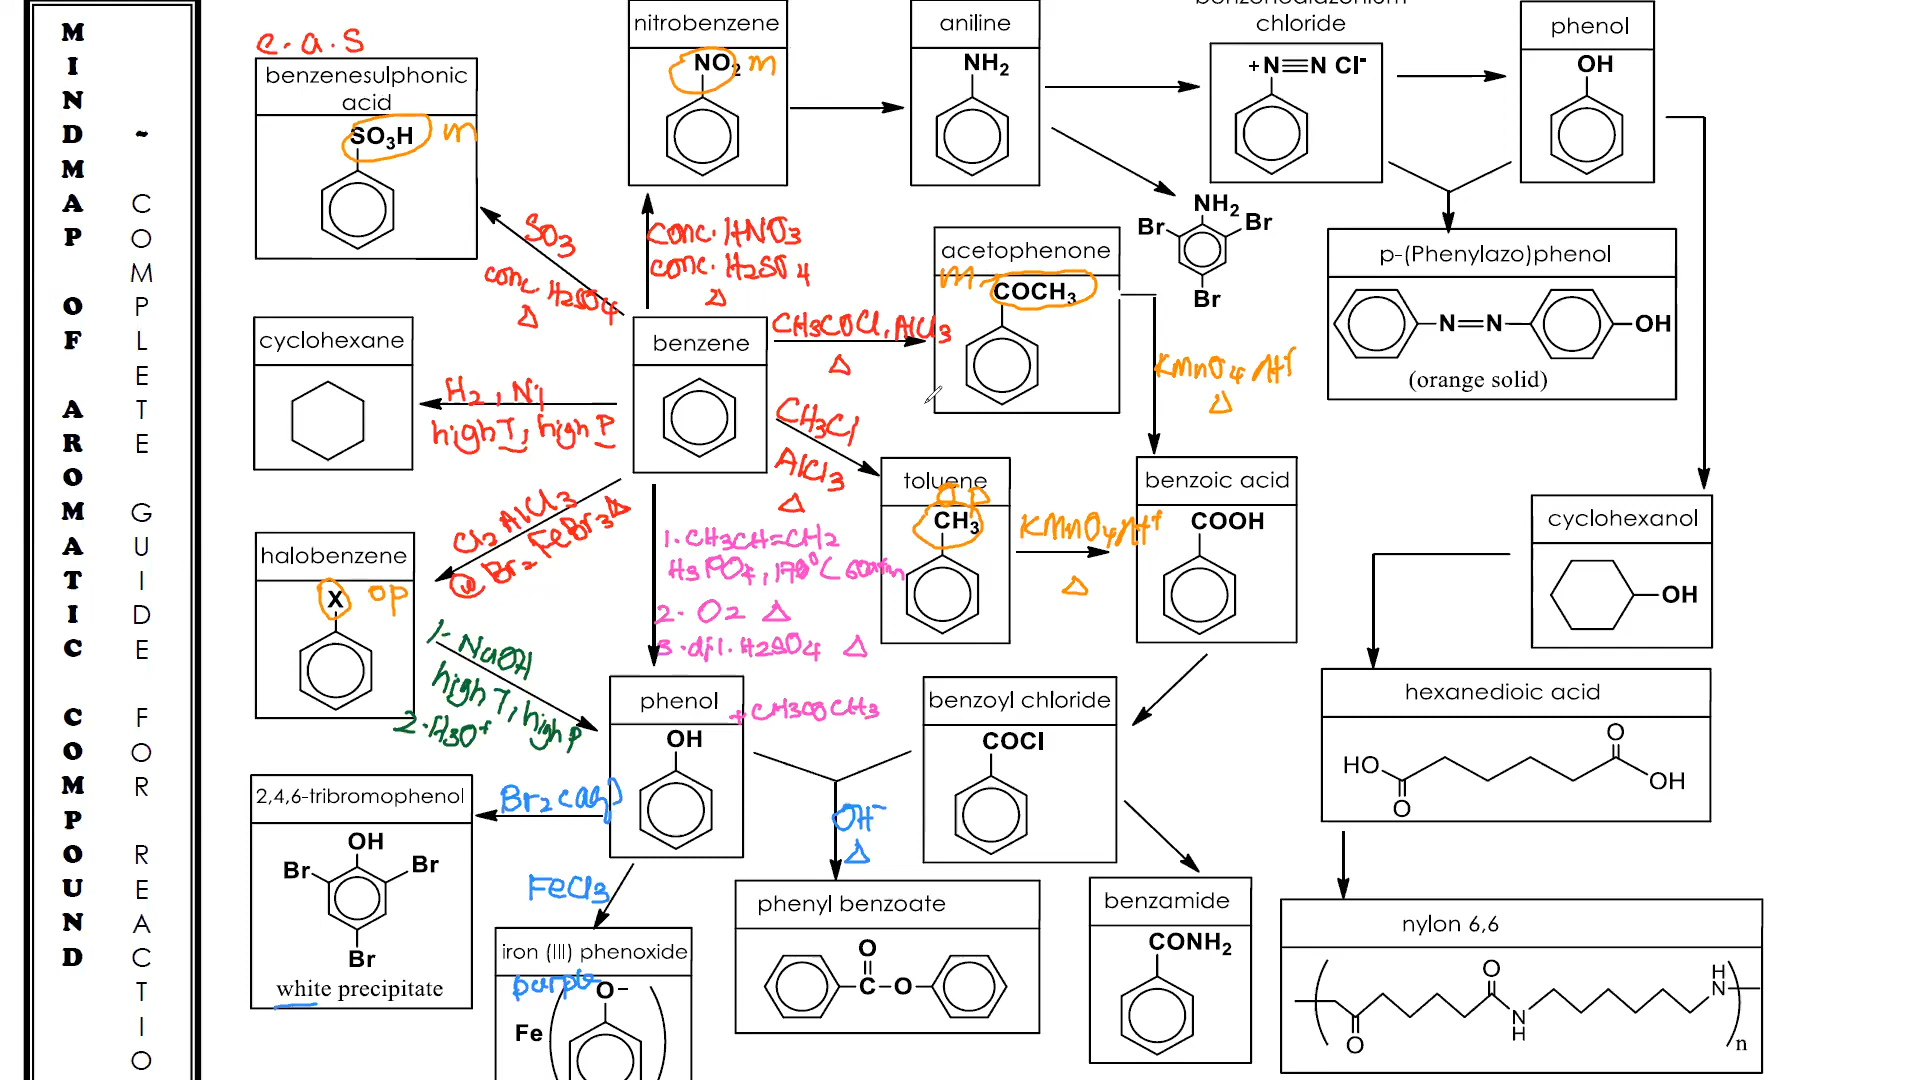 MINDMAP OF AROMATIC COMPOUND
~ COMPLETE GUIDE FOR REACTIO
e.a.s
benzenesulphonic
acid
SO₃H
m
nitrobenzene
NO₂
m
aniline
NH₂
chloride
+N≡N Cl⁻
phenol
OH
SO3
conc H2SO4
Δ
conc. HNO3
conc. H2SO4
Δ
acetophenone
m
COCH₃
NH₂
Br
Br
Br
p-(Phenylazo)phenol
N=N
OH
(orange solid)
cyclohexane
H2, Ni
high T, high P
benzene
CH3COCl, AlCl3
Δ
KMnO4/H+
Δ
CH3Cl
AlCl3
Δ
toluene
o p
CH₃
KMnO4/H+
Δ
benzoic acid
COOH
cyclohexanol
OH
halobenzene
X
op
Cl2 AlCl3
Br2 FeBr3 Δ
1. CH3CH=CH2
H3PO4,
2. O2 Δ
3. dil. H2SO4 Δ
1. NaOH
high T, high P
2. H3O+
phenol
OH
+ CH3COCH3
benzoyl chloride
COCl
hexanedioic acid
HO
O
O
OH
2,4,6-tribromophenol
OH
Br
Br
Br
white precipitate
Br2 (aq)
OH⁻
Δ
FeCl3
iron (III) phenoxide
purple
O⁻
Fe
phenyl benzoate
O
C
O
benzamide
CONH₂
nylon 6,6
O
O
N
H
H
N
n